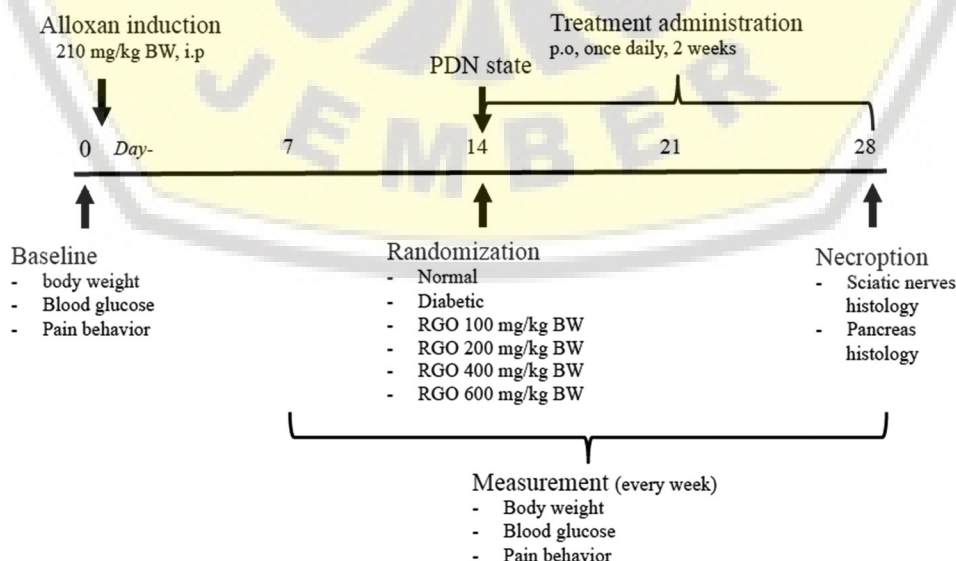 Alloxan induction
210 mg/kg BW, i.p
Treatment administration
p.o, once daily, 2 weeks
PDN state
JEMBER
0 Day- 7 14 21 28
Baseline
- body weight
- Blood glucose
- Pain behavior
Randomization
- Normal
- Diabetic
- RGO 100 mg/kg BW
- RGO 200 mg/kg BW
- RGO 400 mg/kg BW
- RGO 600 mg/kg BW
Necroption
- Sciatic nerves
histology
- Pancreas
histology
Measurement (every week)
- Body weight
- Blood glucose
- Pain behavior